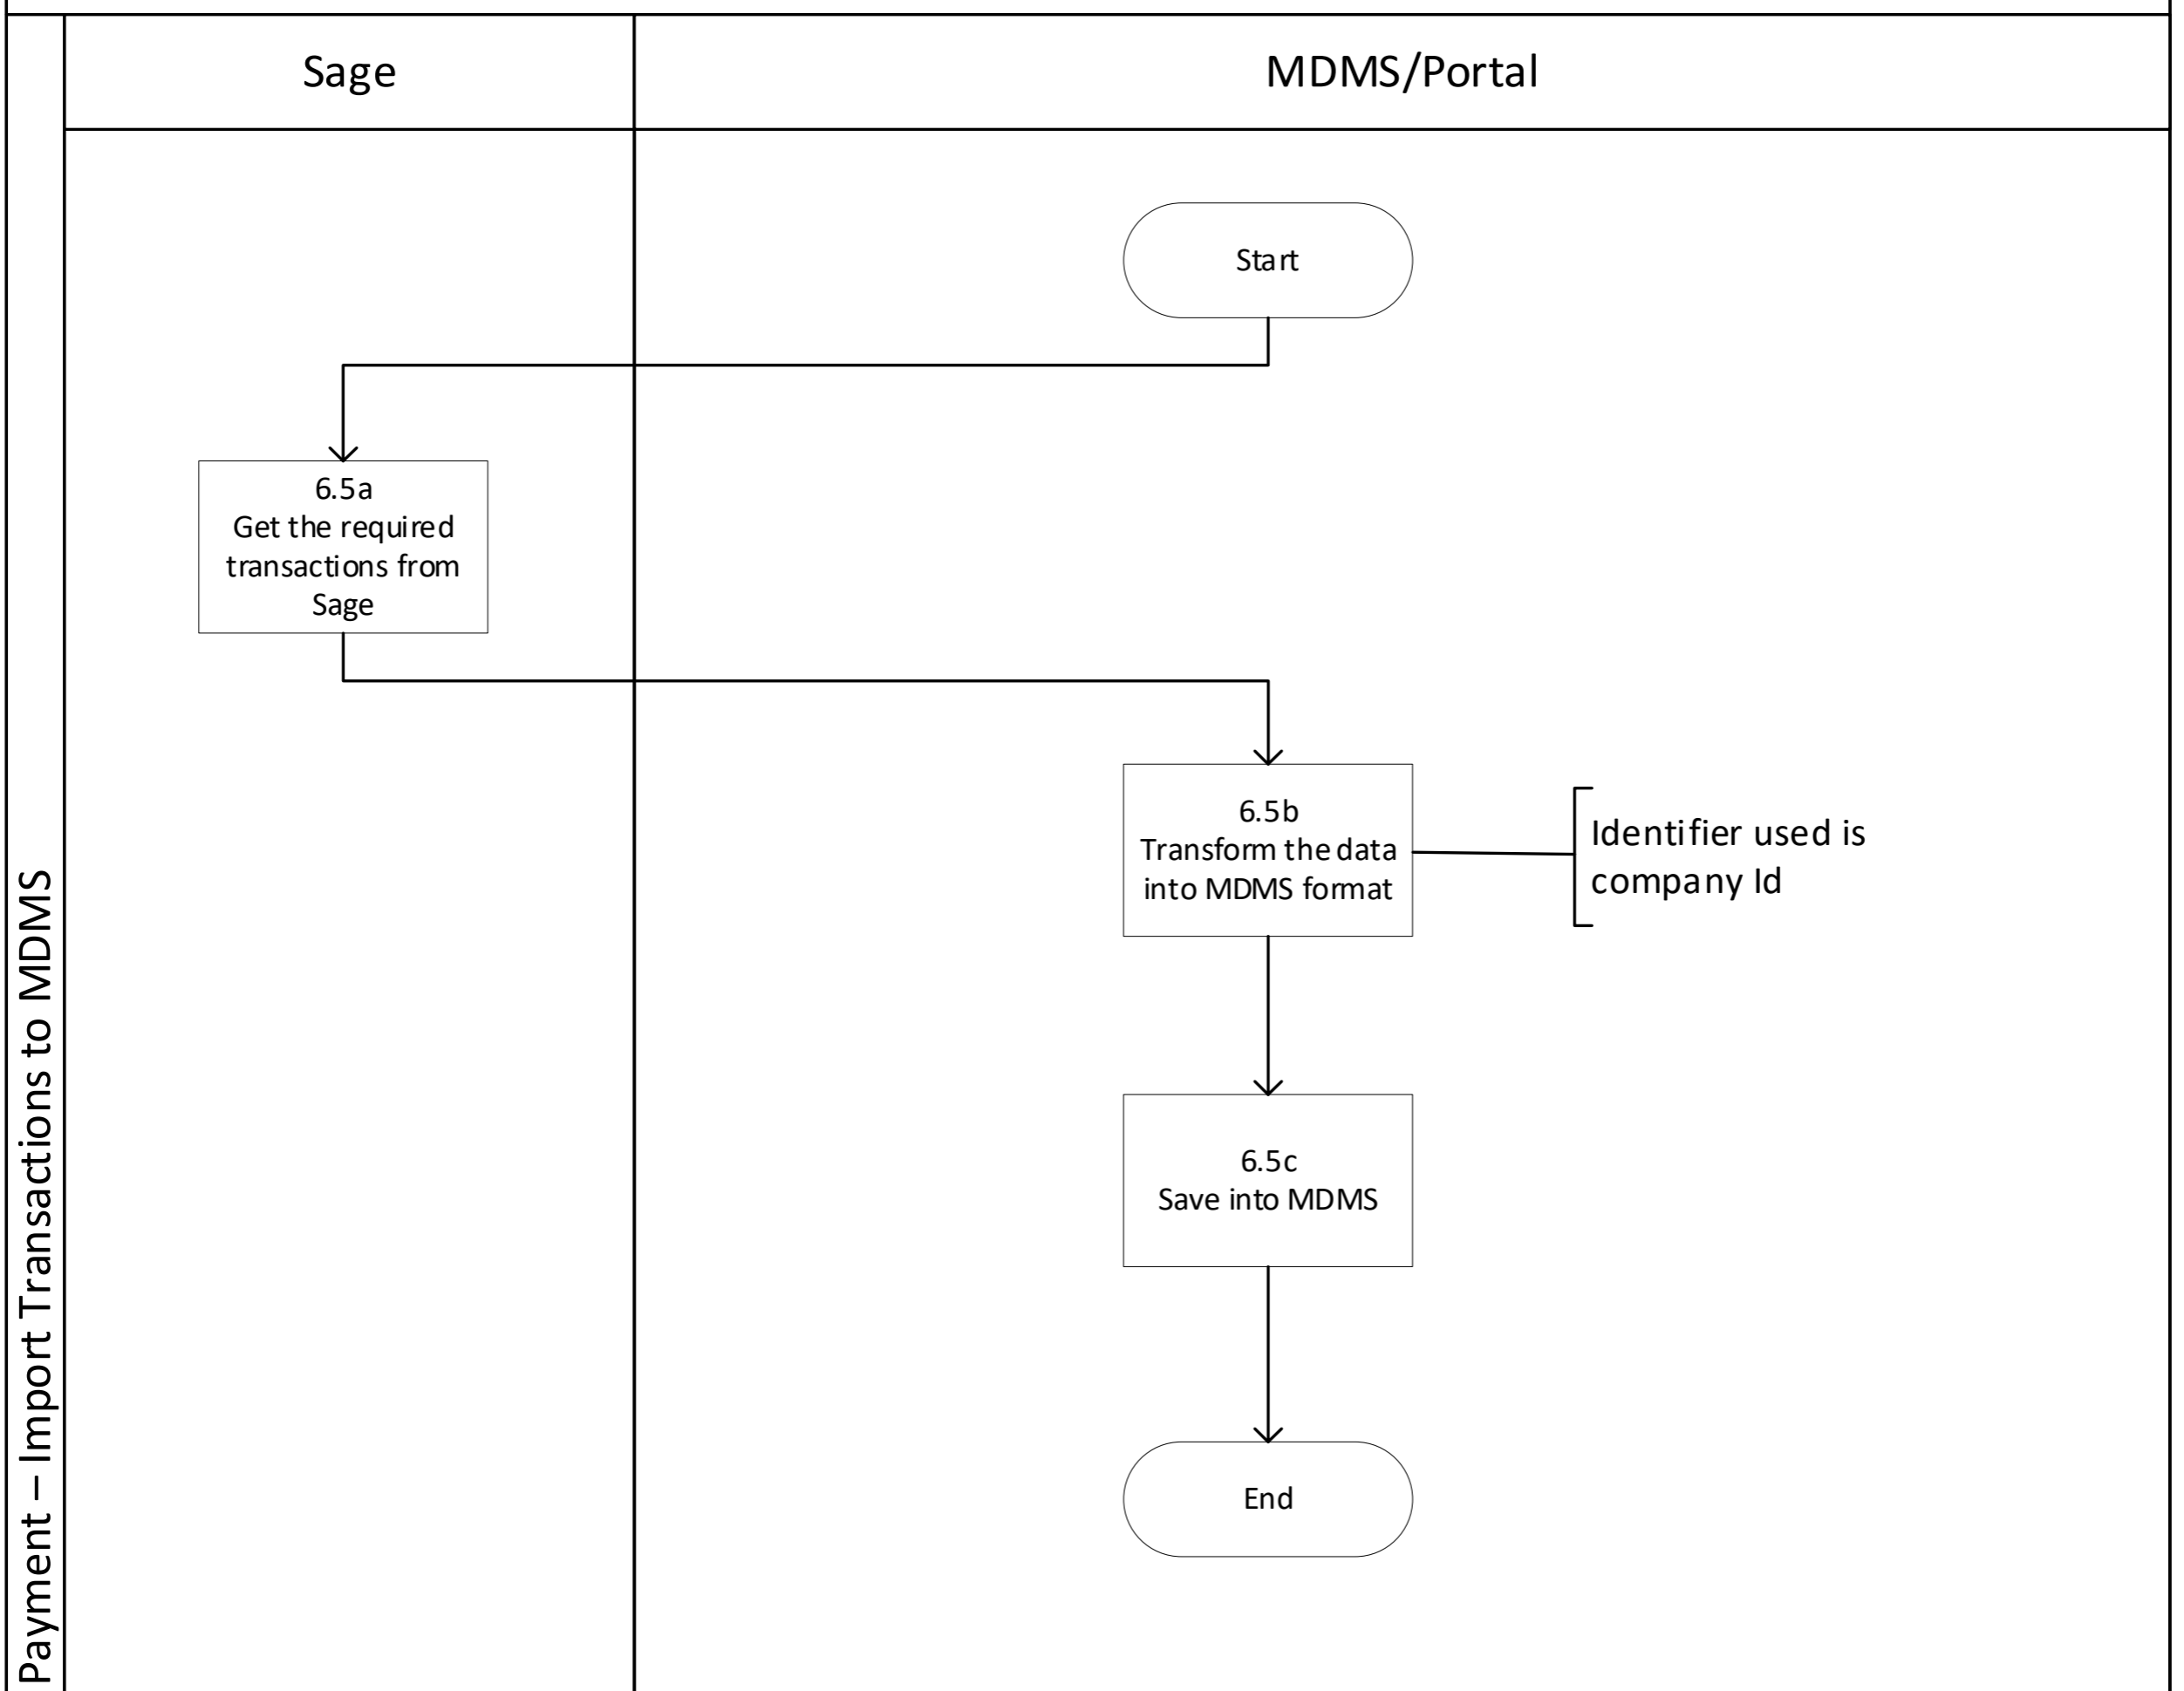 Sage
MDMS/Portal
Payment – Import Transactions to MDMS
Start
6.5a
Get the required
transactions from
Sage
6.5b
Transform the data
into MDMS format
Identifier used is
company Id
6.5c
Save into MDMS
End